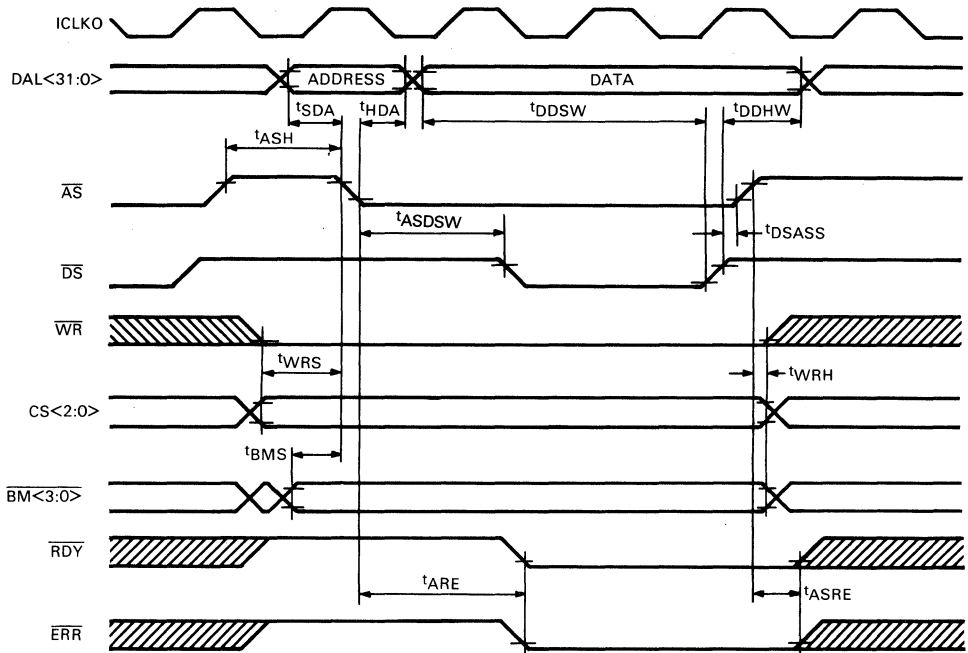 ICLKO
DAL<31:0>
ADDRESS
DATA
tSDA
tHDA
tDDSW
tDDHW
tASH
AS
tASDSW
tDSASS
DS
WR
tWRS
tWRH
CS<2:0>
tBMS
BM<3:0>
RDY
tARE
tASRE
ERR